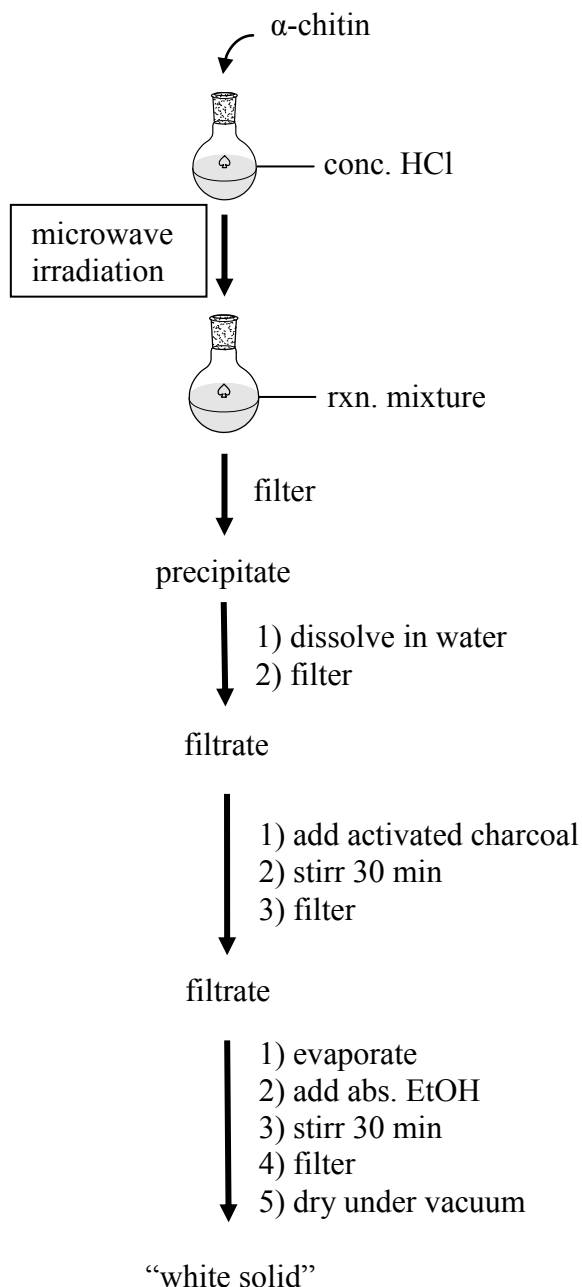 α-chitin
conc. HCl
microwave
irradiation
rxn. mixture
filter
precipitate
1) dissolve in water
2) filter
filtrate
1) add activated charcoal
2) stirr 30 min
3) filter
filtrate
1) evaporate
2) add abs. EtOH
3) stirr 30 min
4) filter
5) dry under vacuum
“white solid”